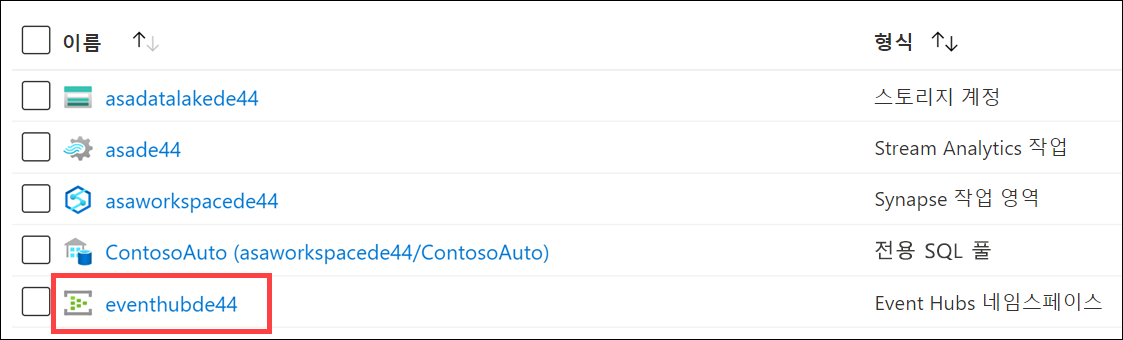 이름 ↑↓ 형식 ↑↓
asadatalakede44 스토리지 계정
asade44 Stream Analytics 작업
asaworkspacede44 Synapse 작업 영역
ContosoAuto (asaworkspacede44/ContosoAuto) 전용 SQL 풀
eventhubde44 Event Hubs 네임스페이스